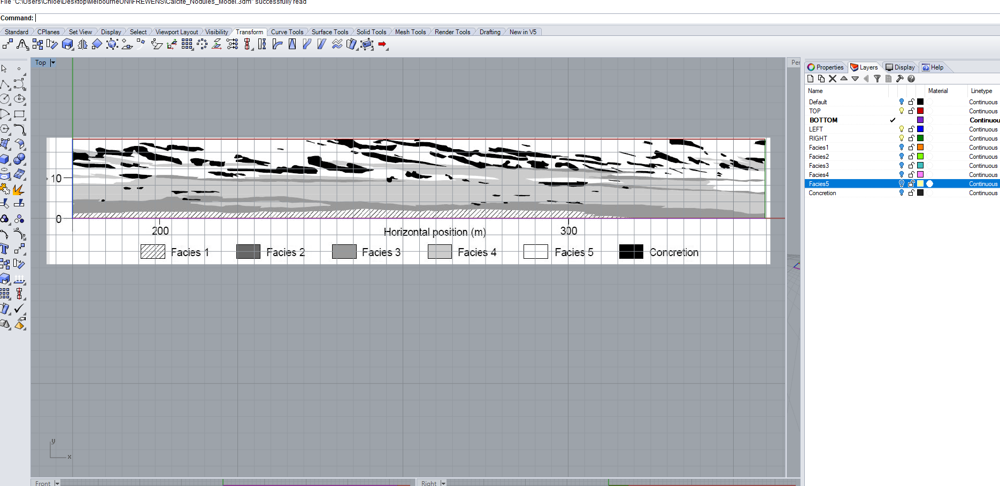 File "C:\Users\Chloe\Desktop\MelbourneUNI\FREWENS\Calcite_Nodules_Model.3dm" successfully read
Command:
Standard CPlanes Set View Display Select Viewport Layout Visibility Transform Curve Tools Surface Tools Solid Tools Mesh Tools Render Tools Drafting New in V5
Top
Per
Properties Layers Display Help
Name Material Linetype
Default Continuous
TOP Continuous
BOTTOM Continuou
LEFT Continuous
RIGHT Continuous
Facies1 Continuous
Facies2 Continuous
Facies3 Continuous
Facies4 Continuous
Facies5 Continuous
Concretion Continuous
10
0
200 Horizontal position (m) 300
Facies 1 Facies 2 Facies 3 Facies 4 Facies 5 Concretion
y
x
Front Right